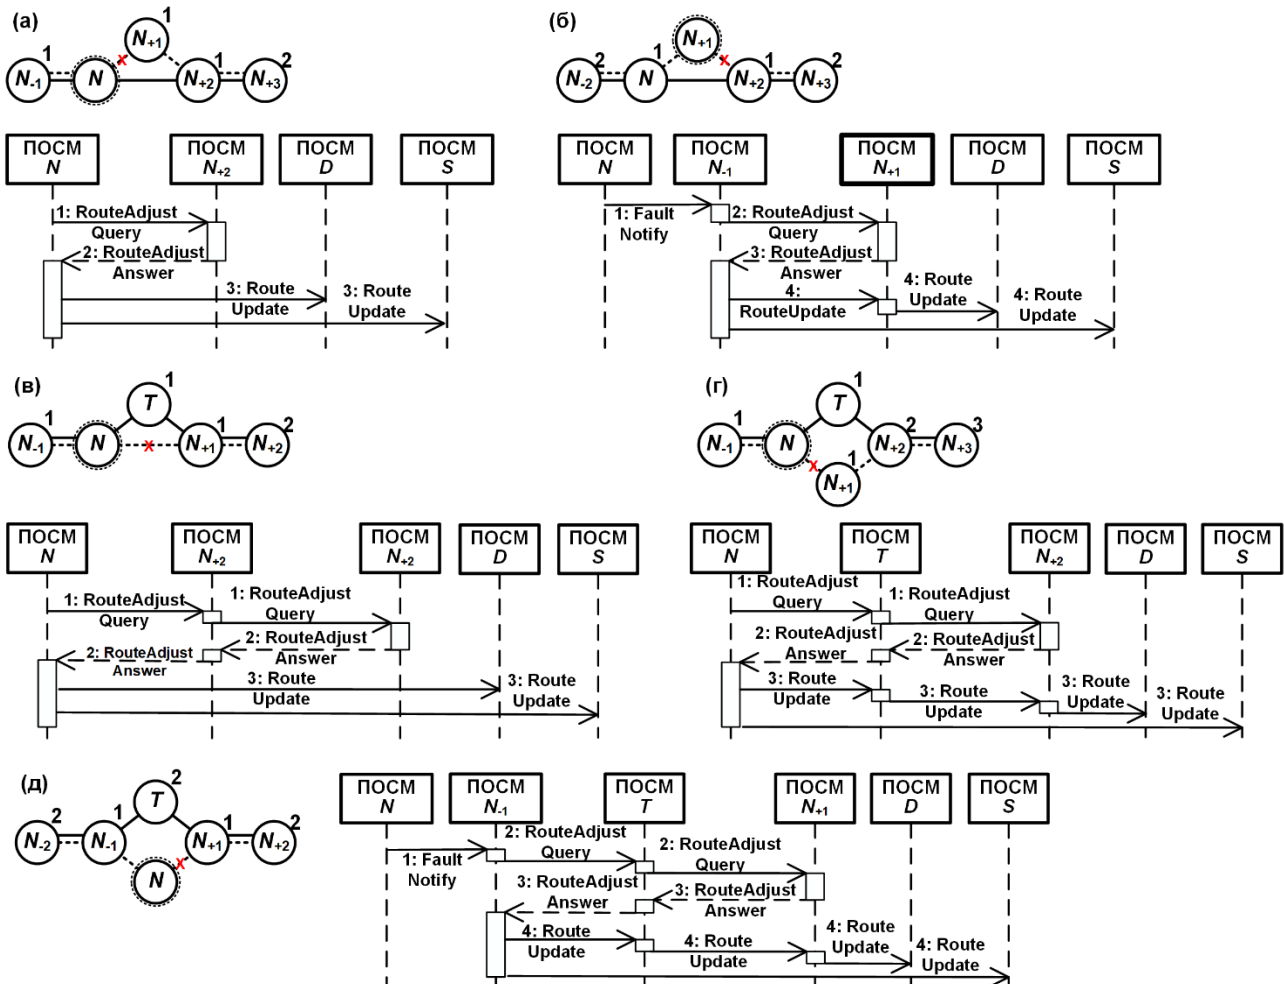 (а)
1
N+1
1
2
x
N-1
N
N+2
N+3
ПОСМ
N
ПОСМ
N+2
ПОСМ
D
ПОСМ
S
1: RouteAdjust
Query
2: RouteAdjust
Answer
3: Route
Update
3: Route
Update
(б)
1
N+1
2
1
1
2
x
N-2
N
N+2
N+3
ПОСМ
N
ПОСМ
N-1
ПОСМ
N+1
ПОСМ
D
ПОСМ
S
1: Fault
Notify
2: RouteAdjust
Query
3: RouteAdjust
Answer
4:
RouteUpdate
4: Route
Update
4: Route
Update
(в)
1
T
1
1
2
N-1
N
x
N+1
N+2
ПОСМ
N
ПОСМ
N+2
ПОСМ
N+2
ПОСМ
D
ПОСМ
S
1: RouteAdjust
Query
1: RouteAdjust
Query
2: RouteAdjust
Answer
2: RouteAdjust
Answer
3: Route
Update
3: Route
Update
(г)
1
T
1
2
3
N-1
N
N+2
N+3
x
1
N+1
ПОСМ
N
ПОСМ
T
ПОСМ
N+2
ПОСМ
D
ПОСМ
S
1: RouteAdjust
Query
1: RouteAdjust
Query
2: RouteAdjust
Answer
2: RouteAdjust
Answer
3: Route
Update
3: Route
Update
3: Route
Update
3: Route
Update
(д)
2
T
2
1
1
2
N-2
N-1
N+1
N+2
x
N
ПОСМ
N
ПОСМ
N-1
ПОСМ
T
ПОСМ
N+1
ПОСМ
D
ПОСМ
S
1: Fault
Notify
2: RouteAdjust
Query
2: RouteAdjust
Query
3: RouteAdjust
Answer
3: RouteAdjust
Answer
4: Route
Update
4: Route
Update
4: Route
Update
4: Route
Update